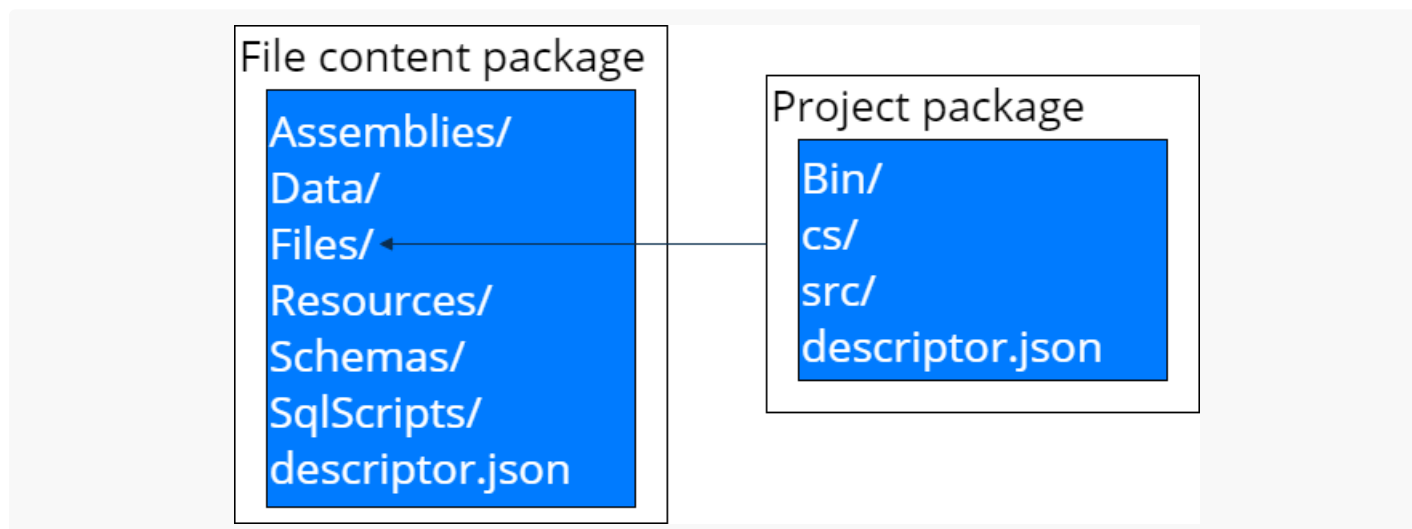 File content package
Assemblies/
Data/
Files/
Resources/
Schemas/
SqlScripts/
descriptor.json
Project package
Bin/
cs/
src/
descriptor.json